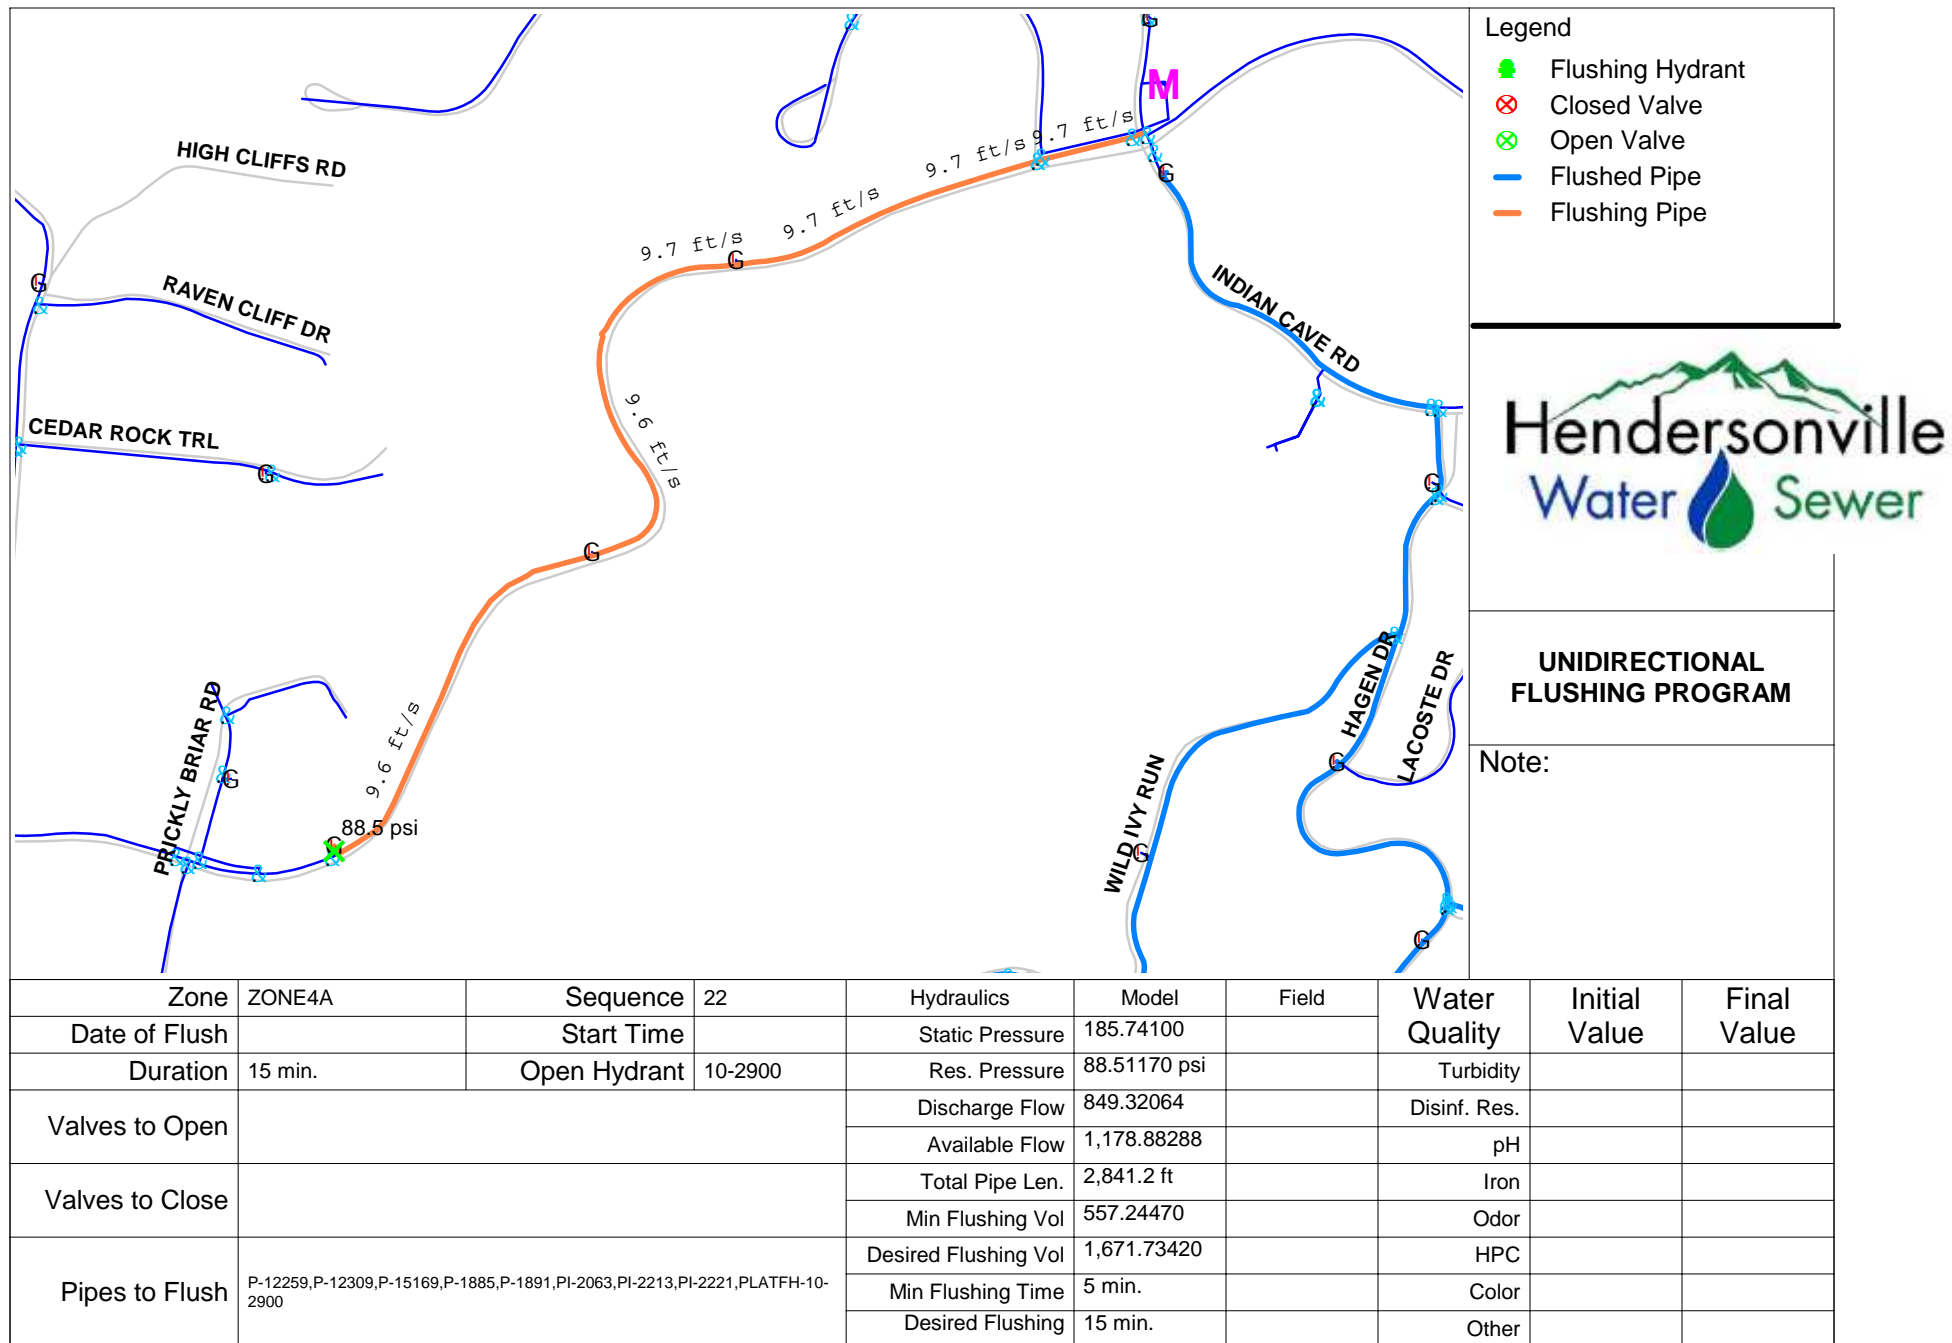 Legend
Flushing Hydrant
Closed Valve
Open Valve
Flushed Pipe
Flushing Pipe
M
G
9.7 ft/s
9.7 ft/s
9.7 ft/s
9.7 ft/s
HIGH CLIFFS RD
G
G
G
RAVEN CLIFF DR
INDIAN CAVE RD
9.6 ft/s
CEDAR ROCK TRL
G
G
G
Hendersonville
Water Sewer
UNIDIRECTIONAL
FLUSHING PROGRAM
Note:
HAGEN DR
LACOSTE DR
PRICKLY BRIAR RD
9.6 ft/s
WILD IVY RUN
G
G
88.5 psi
G
G
G
Zone ZONE4A Sequence 22 Hydraulics Model Field Water Quality Initial Value Final Value
Date of Flush Start Time Static Pressure 185.74100
Duration 15 min. Open Hydrant 10-2900 Res. Pressure 88.51170 psi Turbidity
Valves to Open Discharge Flow 849.32064 Disinf. Res.
Available Flow 1,178.88288 pH
Valves to Close Total Pipe Len. 2,841.2 ft Iron
Min Flushing Vol 557.24470 Odor
Desired Flushing Vol 1,671.73420 HPC
Pipes to Flush P-12259,P-12309,P-15169,P-1885,P-1891,PI-2063,PI-2213,PI-2221,PLATFH-10-
2900
Min Flushing Time 5 min. Color
Desired Flushing 15 min. Other